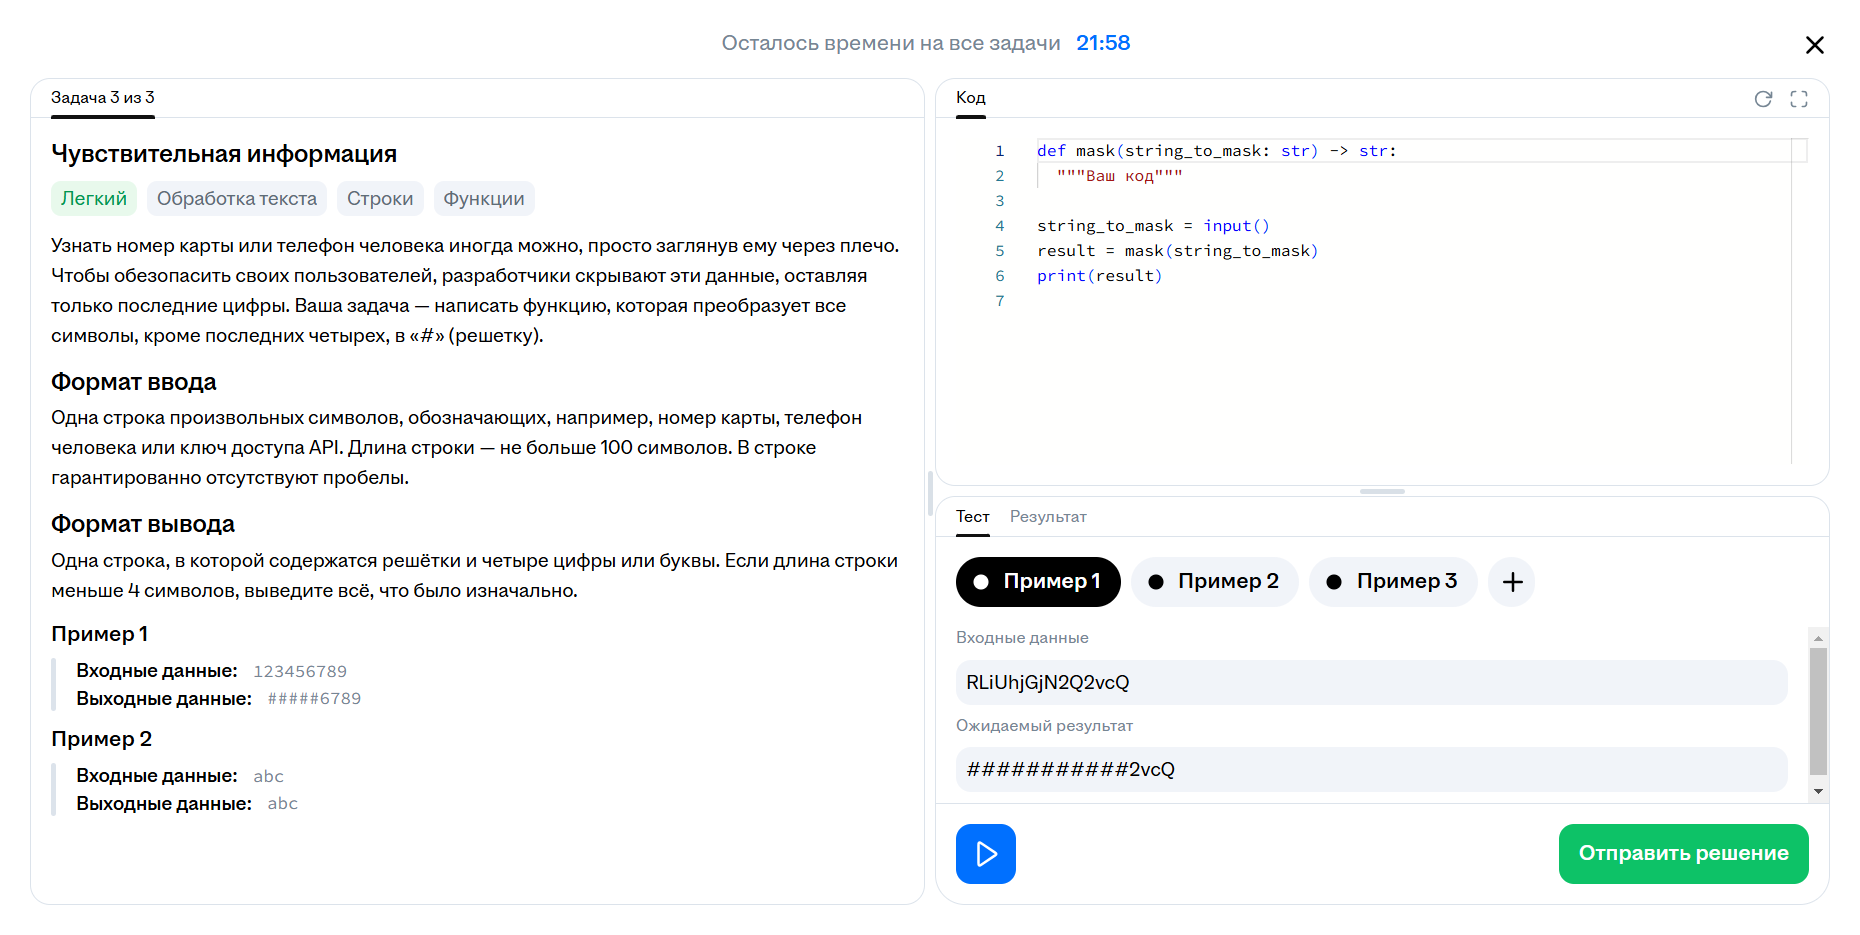 Осталось времени на все задачи 21:58
Задача 3 из 3
Чувствительная информация
Легкий Обработка текста Строки Функции
Узнать номер карты или телефон человека иногда можно, просто заглянув ему через плечо.
Чтобы обезопасить своих пользователей, разработчики скрывают эти данные, оставляя
только последние цифры. Ваша задача — написать функцию, которая преобразует все
символы, кроме последних четырех, в «#» (решетку).
Формат ввода
Одна строка произвольных символов, обозначающих, например, номер карты, телефон
человека или ключ доступа API. Длина строки — не больше 100 символов. В строке
гарантированно отсутствуют пробелы.
Формат вывода
Одна строка, в которой содержатся решётки и четыре цифры или буквы. Если длина строки
меньше 4 символов, выведите всё, что было изначально.
Пример 1
Входные данные: 123456789
Выходные данные: #####6789
Пример 2
Входные данные: abc
Выходные данные: abc
Код
1 def mask(string_to_mask: str) -> str:
2 """Ваш код"""
3
4 string_to_mask = input()
5 result = mask(string_to_mask)
6 print(result)
7
Тест Результат
Пример 1 Пример 2 Пример 3
Входные данные
RLiUhjGjN2Q2vcQ
Ожидаемый результат
###########2vcQ
Отправить решение